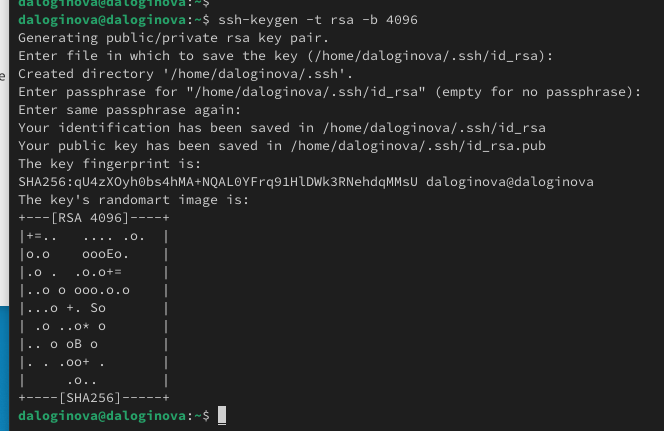 daloginova@daloginova:~$
daloginova@daloginova:~$ ssh-keygen -t rsa -b 4096
Generating public/private rsa key pair.
Enter file in which to save the key (/home/daloginova/.ssh/id_rsa):
Created directory '/home/daloginova/.ssh'.
Enter passphrase for "/home/daloginova/.ssh/id_rsa" (empty for no passphrase):
Enter same passphrase again:
Your identification has been saved in /home/daloginova/.ssh/id_rsa
Your public key has been saved in /home/daloginova/.ssh/id_rsa.pub
The key fingerprint is:
SHA256:qU4zXOyh0bs4hMA+NQAL0YFrq91HlDWk3RNehdqMMsU daloginova@daloginova
The key's randomart image is:
+---[RSA 4096]----+
|+=..   .... .o.  |
|o.o    oooEo.    |
|.o .  .o.o+=     |
|..o o ooo.o.o    |
|...o +. So       |
| .o ..o* o       |
|.. o oB o        |
|. . .oo+ .       |
|     .o..        |
+----[SHA256]-----+
daloginova@daloginova:~$